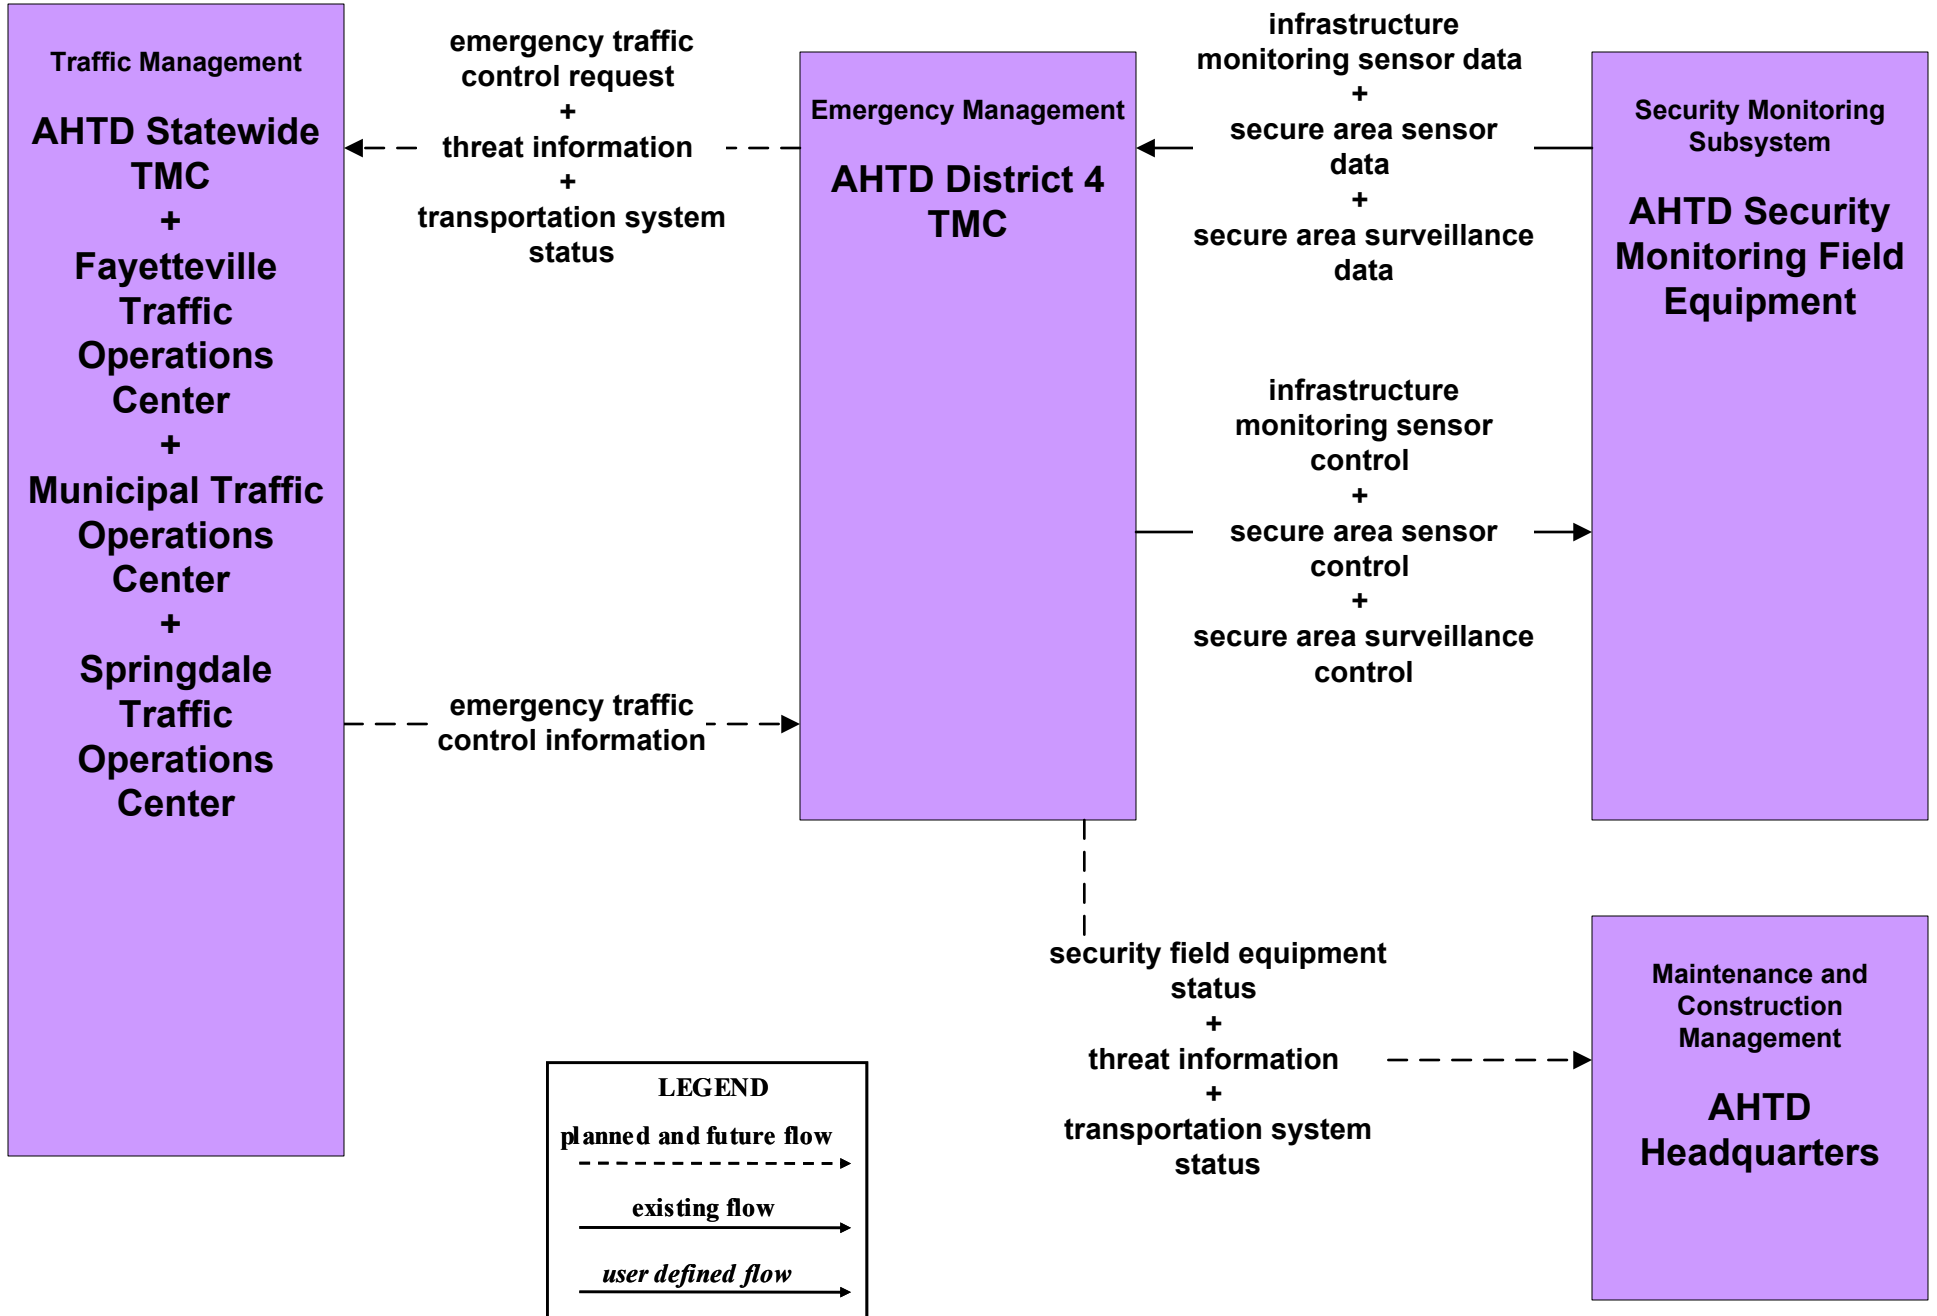 Traffic Management
AHTD Statewide
TMC
+
Fayetteville
Traffic
Operations
Center
+
Municipal Traffic
Operations
Center
+
Springdale
Traffic
Operations
Center
emergency traffic
control request
+
threat information
+
transportation system
status
emergency traffic
control information
Emergency Management
AHTD District 4
TMC
infrastructure
monitoring sensor data
+
secure area sensor
data
+
secure area surveillance
data
infrastructure
monitoring sensor
control
+
secure area sensor
control
+
secure area surveillance
control
Security Monitoring
Subsystem
AHTD Security
Monitoring Field
Equipment
security field equipment
status
+
threat information
+
transportation system
status
Maintenance and
Construction
Management
AHTD
Headquarters
LEGEND
planned and future flow
existing flow
user defined flow